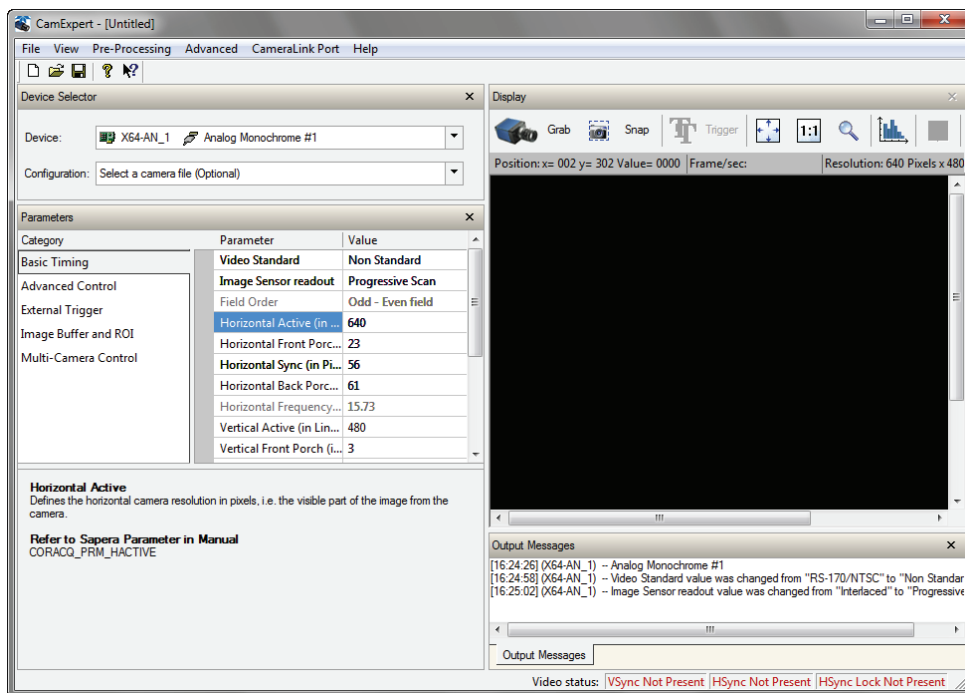 CamExpert - [Untitled]
File View Pre-Processing Advanced CameraLink Port Help
Device Selector
Device: X64-AN_1 Analog Monochrome #1
Configuration: Select a camera file (Optional)
Parameters
Category
Basic Timing
Advanced Control
External Trigger
Image Buffer and ROI
Multi-Camera Control
Parameter Value
Video Standard Non Standard
Image Sensor readout Progressive Scan
Field Order Odd - Even field
Horizontal Active (in ... 640
Horizontal Front Porc... 23
Horizontal Sync (in Pi... 56
Horizontal Back Porc... 61
Horizontal Frequency... 15.73
Vertical Active (in Lin... 480
Vertical Front Porch (i... 3
Horizontal Active
Defines the horizontal camera resolution in pixels, i.e. the visible part of the image from the
camera.
Refer to Sapera Parameter in Manual
CORACQ_PRM_HACTIVE
Display
Grab Snap Trigger 1:1
Position: x= 002 y= 302 Value= 0000 Frame/sec: Resolution: 640 Pixels x 480
Output Messages
[16:24:26] (X64-AN_1) -- Analog Monochrome #1
[16:24:58] (X64-AN_1) -- Video Standard value was changed from "RS-170/NTSC" to "Non Standar
[16:25:02] (X64-AN_1) -- Image Sensor readout value was changed from "Interlaced" to "Progressive
Output Messages
Video status: VSync Not Present HSync Not Present HSync Lock Not Present